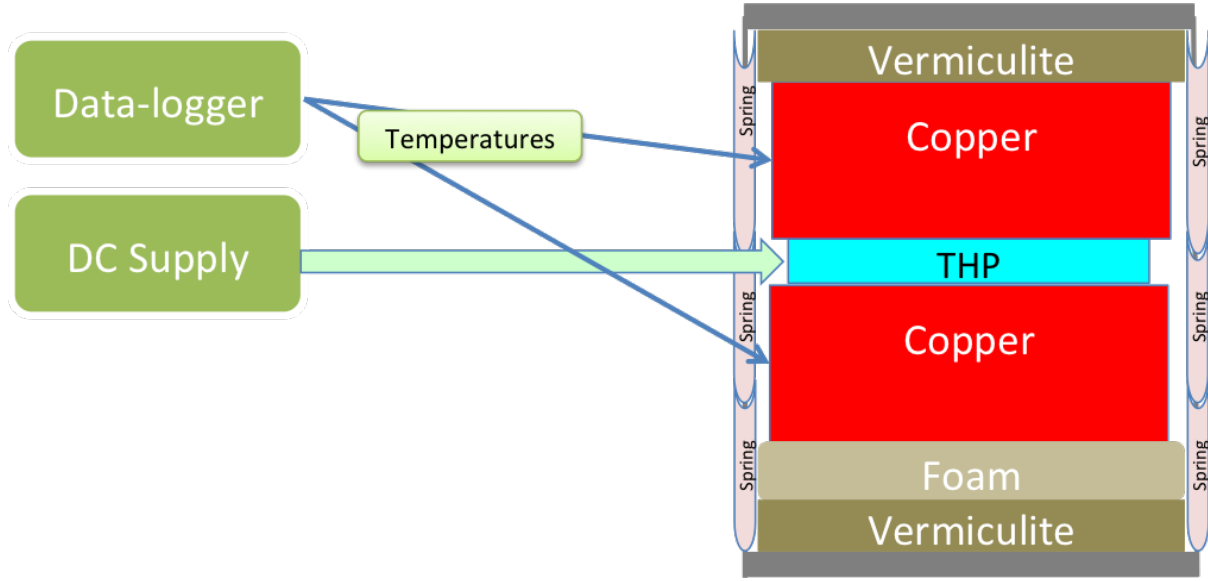 Data-logger
DC Supply
Temperatures
Vermiculite
Copper
THP
Copper
Foam
Vermiculite
Spring
Spring
Spring
Spring
Spring
Spring